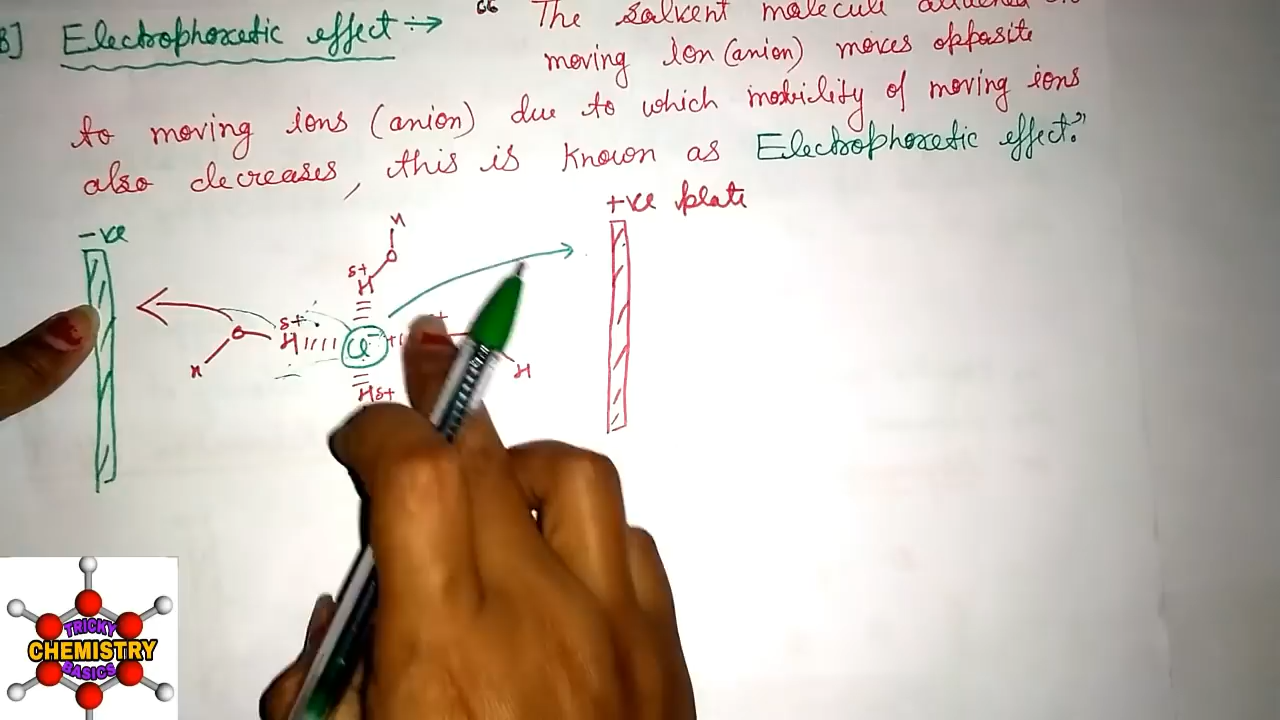 B] Electrophoretic effect :→ “ The solvent molecule attached
moving ion (anion) moves opposite
to moving ions (anion) due to which mobility of moving ions
also decreases, this is known as Electrophoretic effect."
+ve plate
-ve
H
O
δ+
H
δ+
H
O
H
Cl-
δ+
H
H
Hδ+
TRICKY
CHEMISTRY
BASICS